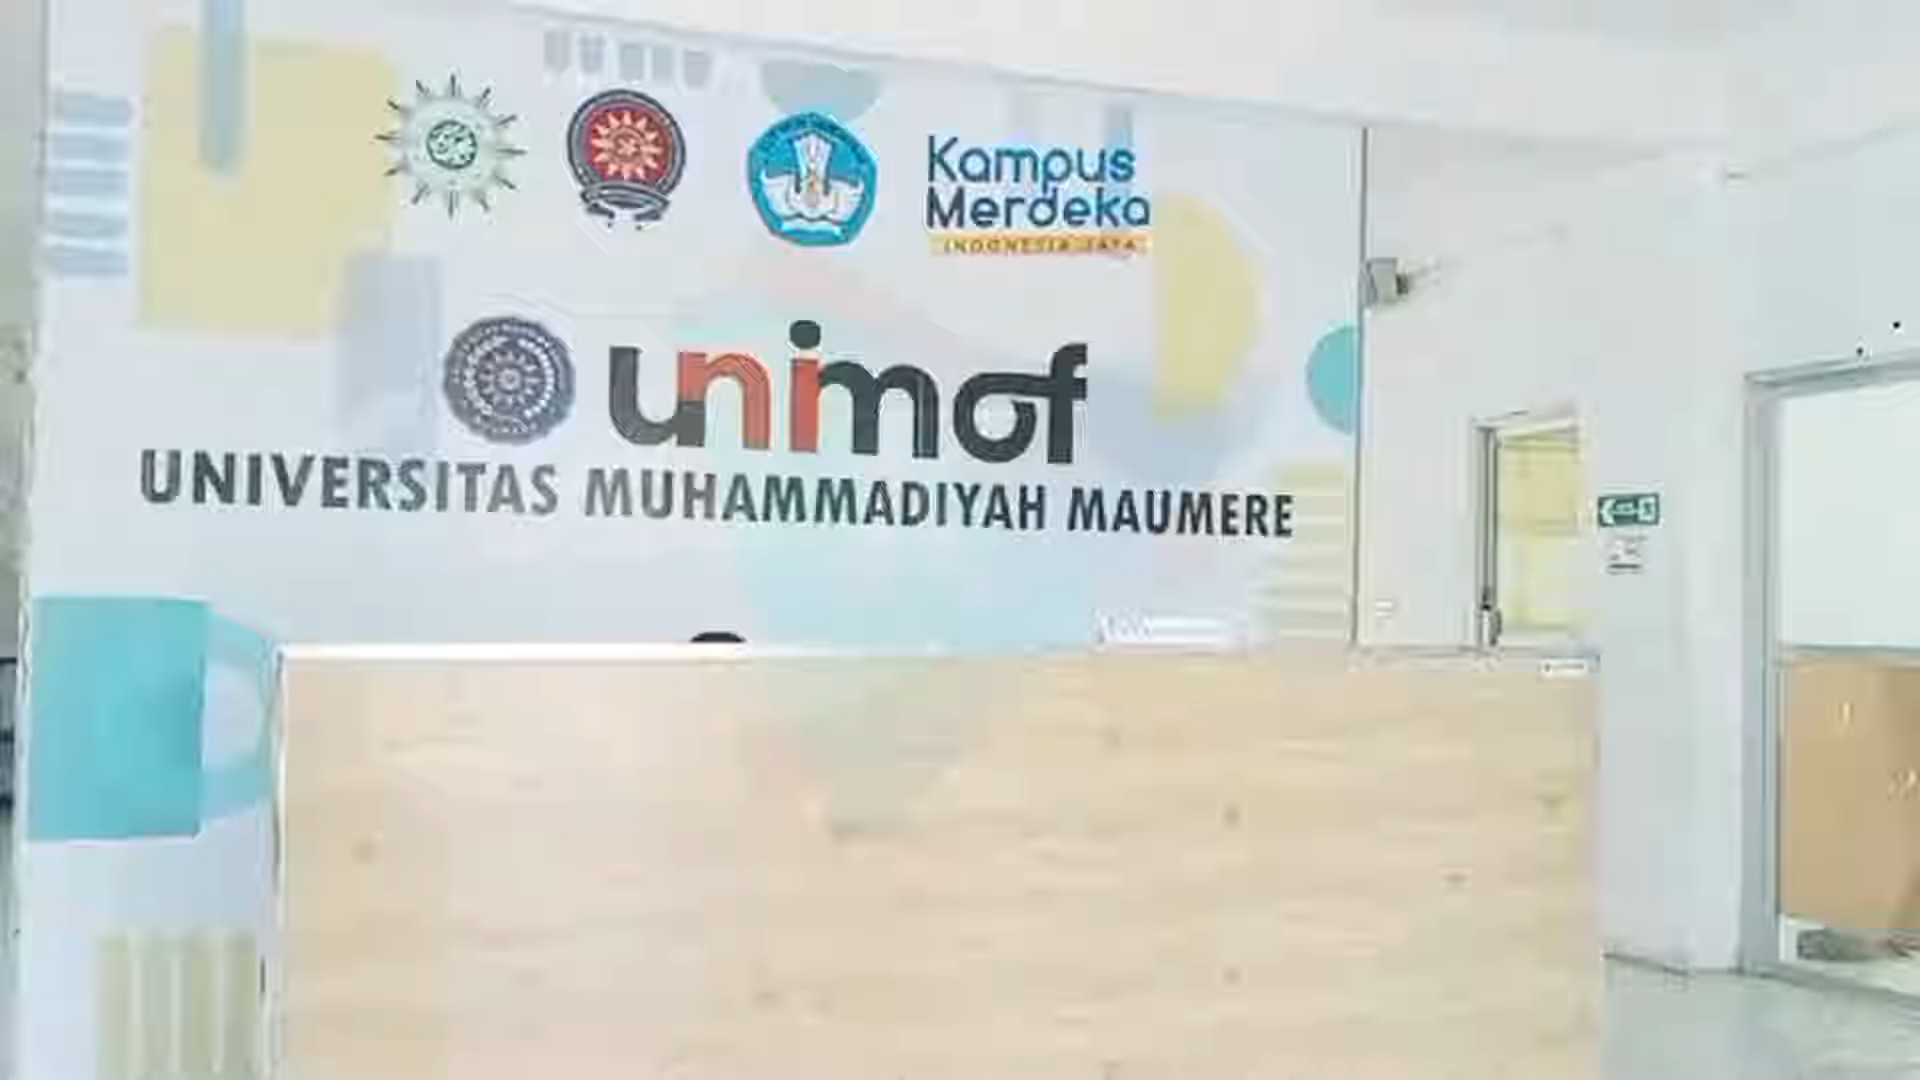 Kampus
Merdeka
INDONESIA JAYA
unimof
UNIVERSITAS MUHAMMADIYAH MAUMERE